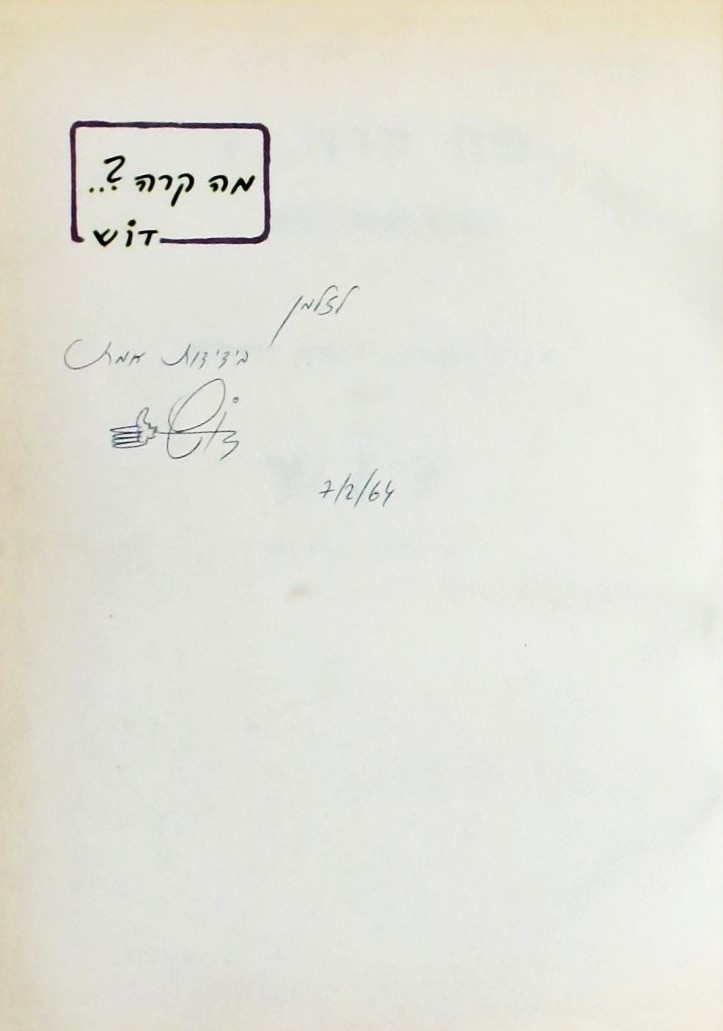 מה קרה ?..
דוש
לזלמן
בידידות אמת
דוש
7/2/64